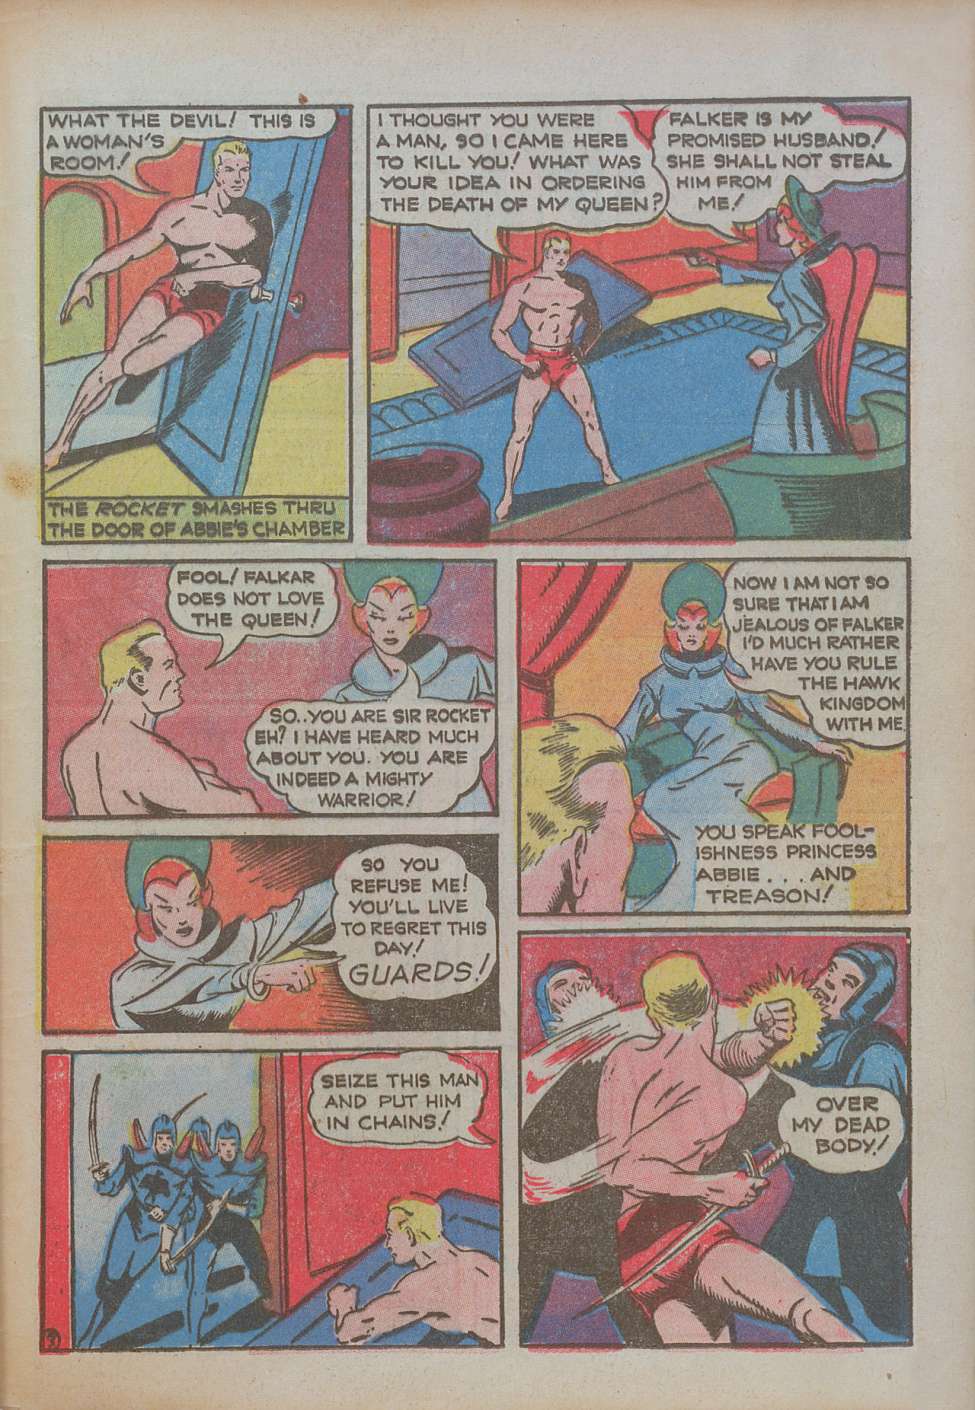 WHAT THE DEVIL! THIS IS
A WOMAN'S
ROOM!
THE ROCKET SMASHES THRU
THE DOOR OF ABBIE'S CHAMBER
I THOUGHT YOU WERE
A MAN, SO I CAME HERE
TO KILL YOU! WHAT WAS
YOUR IDEA IN ORDERING
THE DEATH OF MY QUEEN?
FALKER IS MY
PROMISED HUSBAND!
SHE SHALL NOT STEAL
HIM FROM
ME!
FOOL! FALKAR
DOES NOT LOVE
THE QUEEN!
SO..YOU ARE SIR ROCKET
EH? I HAVE HEARD MUCH
ABOUT YOU. YOU ARE
INDEED A MIGHTY
WARRIOR!
NOW I AM NOT SO
SURE THAT I AM
JEALOUS OF FALKER
I'D MUCH RATHER
HAVE YOU RULE
THE HAWK
KINGDOM
WITH ME
YOU SPEAK FOOL-
ISHNESS PRINCESS
ABBIE . . . AND
TREASON!
SO YOU
REFUSE ME!
YOU'LL LIVE
TO REGRET THIS
DAY!
GUARDS!
SEIZE THIS MAN
AND PUT HIM
IN CHAINS!
3
OVER
MY DEAD
BODY!